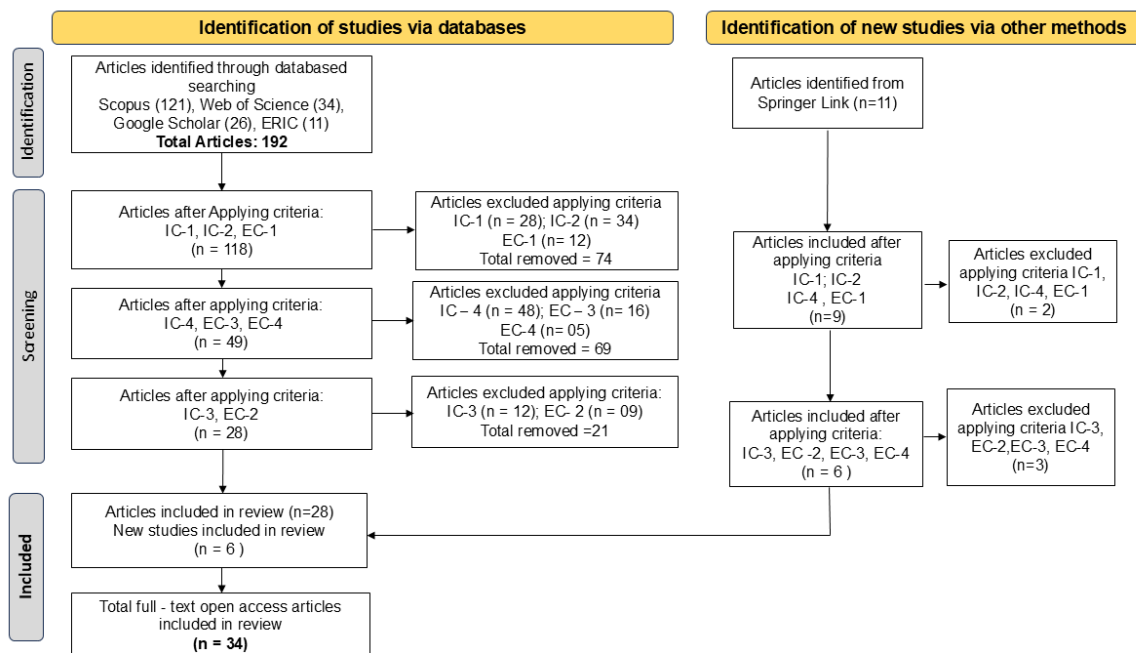 Identification of studies via databases
Identification of new studies via other methods
Identification
Articles identified through databased
searching
Scopus (121), Web of Science (34),
Google Scholar (26), ERIC (11)
Total Articles: 192
Articles identified from
Springer Link (n=11)
Screening
Articles after Applying criteria:
IC-1, IC-2, EC-1
(n = 118)
Articles excluded applying criteria
IC-1 (n = 28); IC-2 (n = 34)
EC-1 (n= 12)
Total removed = 74
Articles included after
applying criteria
IC-1; IC-2
IC-4 , EC-1
(n=9)
Articles excluded
applying criteria IC-1,
IC-2, IC-4, EC-1
(n = 2)
Articles after applying criteria:
IC-4, EC-3, EC-4
(n = 49)
Articles excluded applying criteria
IC – 4 (n = 48); EC – 3 (n= 16)
EC-4 (n= 05)
Total removed = 69
Articles after applying criteria:
IC-3, EC-2
(n = 28)
Articles excluded applying criteria:
IC-3 (n = 12); EC- 2 (n = 09)
Total removed =21
Articles included after
applying criteria:
IC-3, EC -2, EC-3, EC-4
(n = 6 )
Articles excluded
applying criteria IC-3,
EC-2,EC-3, EC-4
(n=3)
Included
Articles included in review (n=28)
New studies included in review
(n = 6 )
Total full - text open access articles
included in review
(n = 34)